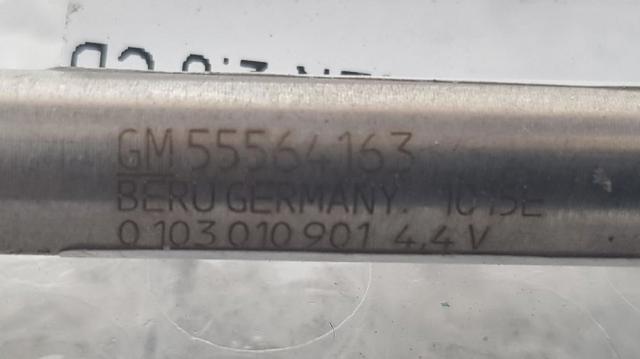 GM 55564163
BERU GERMANY. 1015E
0 103 010 901 4,4 V